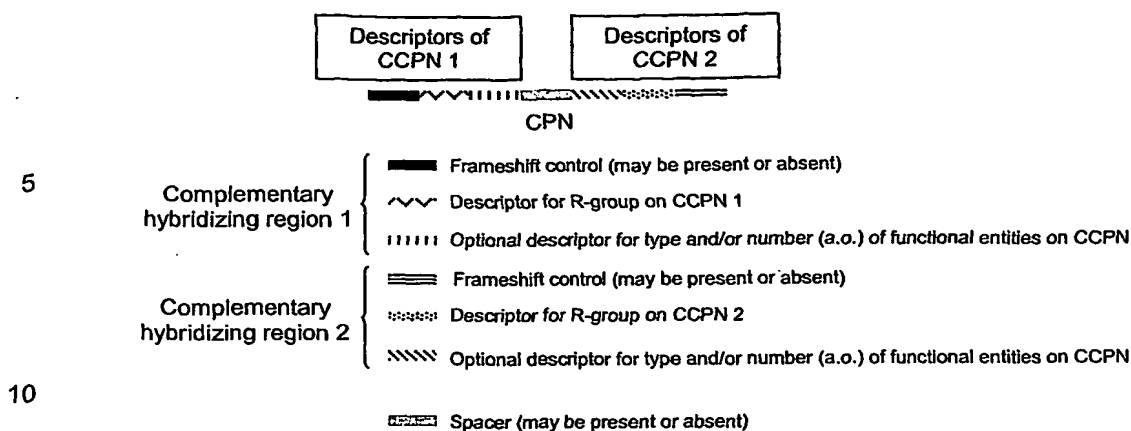 Descriptors of
CCPN 1
Descriptors of
CCPN 2
CPN
5
Complementary
hybridizing region 1
Frameshift control (may be present or absent)
Descriptor for R-group on CCPN 1
Optional descriptor for type and/or number (a.o.) of functional entities on CCPN
Complementary
hybridizing region 2
Frameshift control (may be present or absent)
Descriptor for R-group on CCPN 2
Optional descriptor for type and/or number (a.o.) of functional entities on CCPN
10
Spacer (may be present or absent)